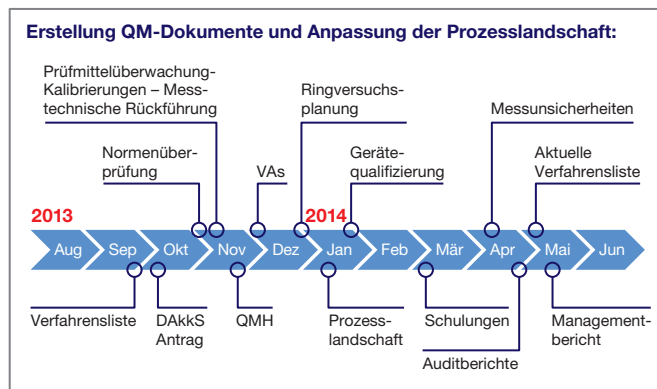 Erstellung QM-Dokumente und Anpassung der Prozesslandschaft:
Prüfmittelüberwachung-
Kalibrierungen – Mess-
technische Rückführung
Ringversuchs-
planung
Messunsicherheiten
Normenüber-
prüfung
VAs
Geräte-
qualifizierung
Aktuelle
Verfahrensliste
2013
2014
Aug
Sep
Okt
Nov
Dez
Jan
Feb
Mär
Apr
Mai
Jun
Verfahrensliste
DAkkS
Antrag
QMH
Prozess-
landschaft
Schulungen
Auditberichte
Management-
bericht